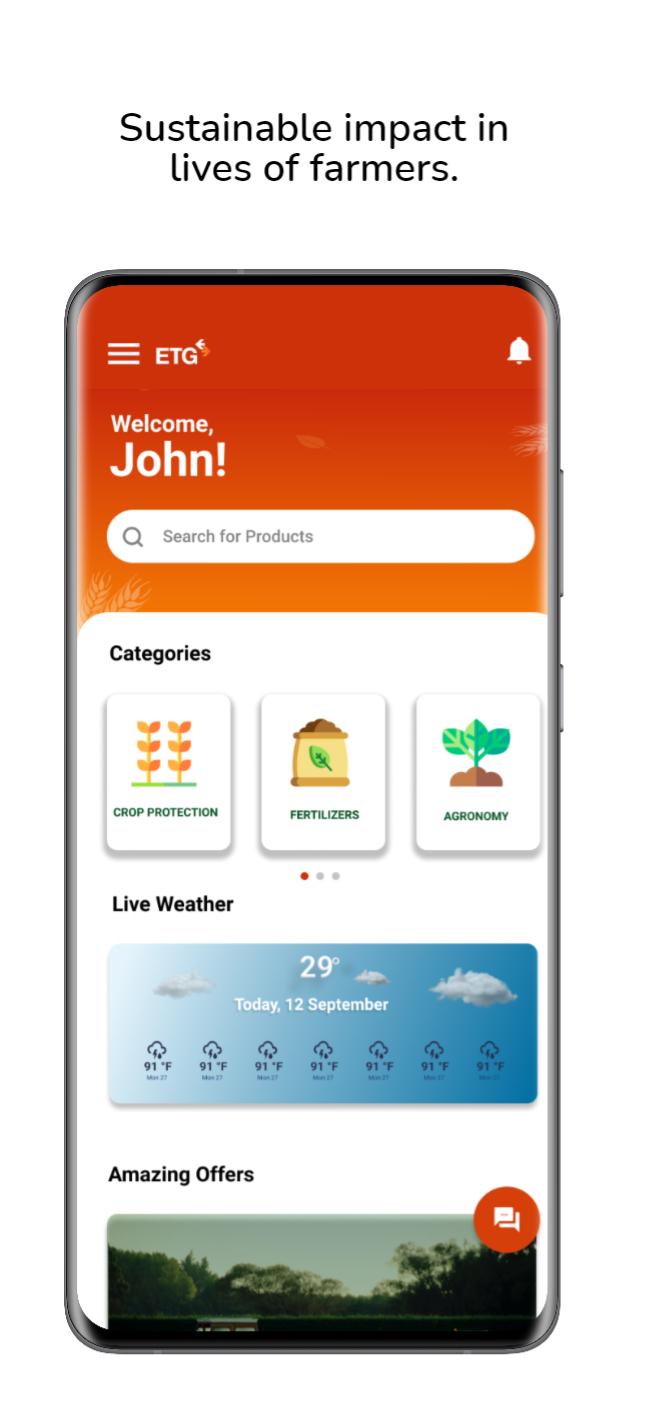 Sustainable impact in
lives of farmers.
ETG
Welcome,
John!
Search for Products
Categories
CROP PROTECTION
FERTILIZERS
AGRONOMY
Live Weather
29°
Today, 12 September
91 °F 91 °F 91 °F 91 °F 91 °F 91 °F 91 °F
Mon 27 Mon 27 Mon 27 Mon 27 Mon 27 Mon 27 Mon 27
Amazing Offers